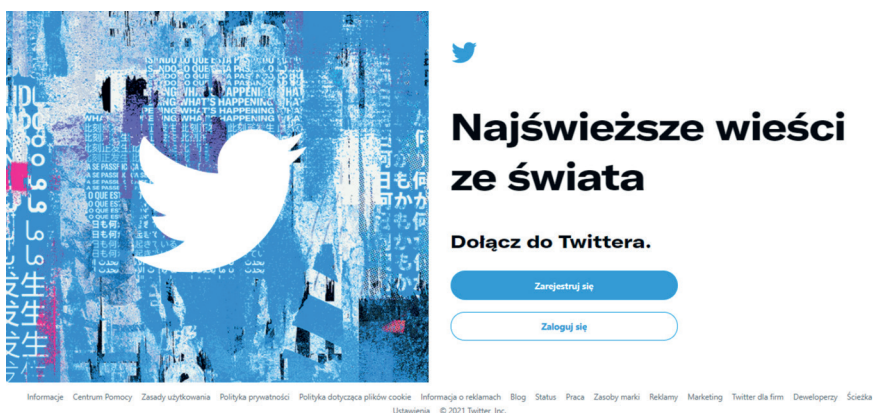 WHAT'S HAPPENING
Najświeższe wieści
ze świata
Dołącz do Twittera.
Zarejestruj się
Zaloguj się
Informacje Centrum Pomocy Zasady użytkowania Polityka prywatności Polityka dotycząca plików cookie Informacja o reklamach Blog Status Praca Zasoby marki Reklamy Marketing Twitter dla firm Deweloperzy Ścieżka
Ustawienia © 2021 Twitter, Inc.